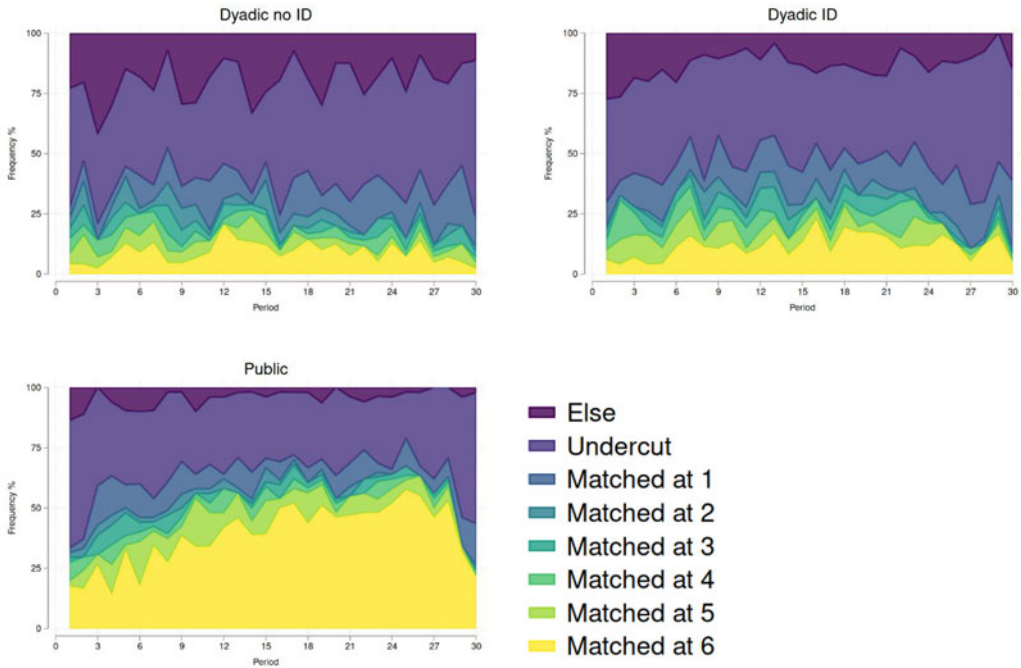 Dyadic no ID
100
75
50
25
0
Frequency %
0 3 6 9 12 15 18 21 24 27 30
Period
Dyadic ID
100
75
50
25
0
Frequency %
0 3 6 9 12 15 18 21 24 27 30
Period
Public
100
75
50
25
0
Frequency %
0 3 6 9 12 15 18 21 24 27 30
Period
Else
Undercut
Matched at 1
Matched at 2
Matched at 3
Matched at 4
Matched at 5
Matched at 6